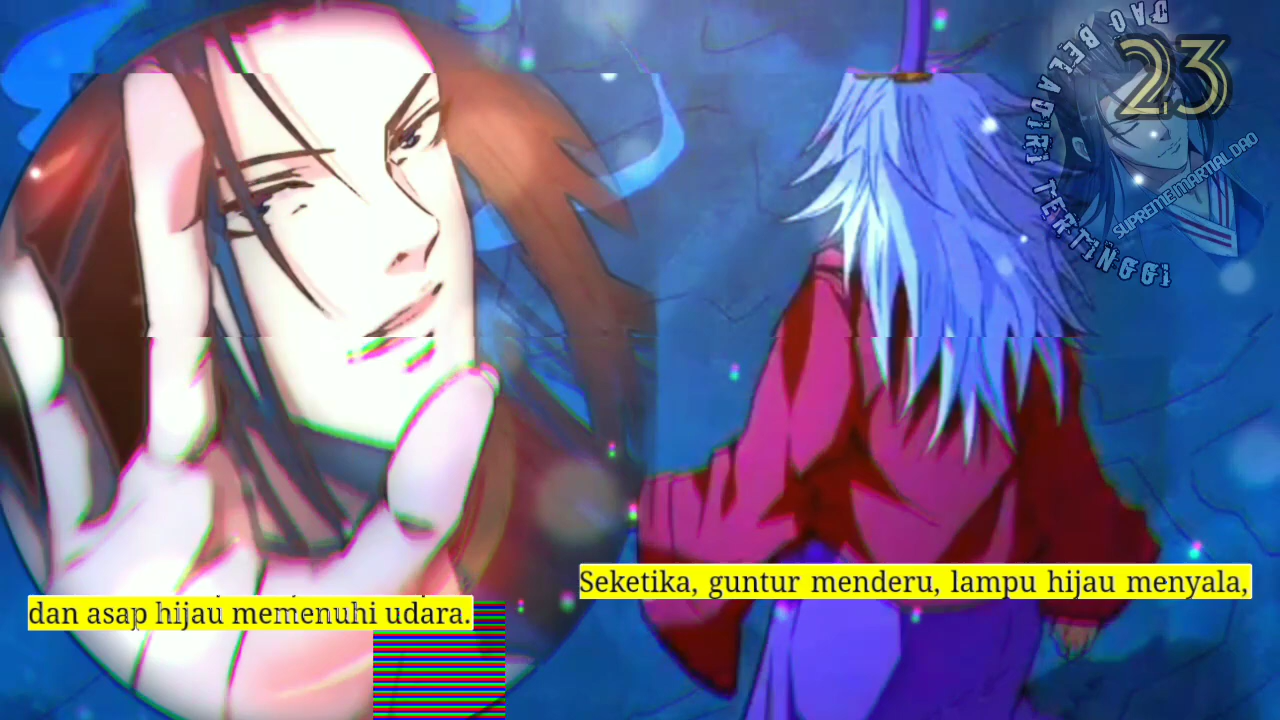 DAO BELADIRI TERTINGGI
23
SUPREME MARTIAL DAO
Seketika, guntur menderu, lampu hijau menyala,
dan asap hijau memenuhi udara.